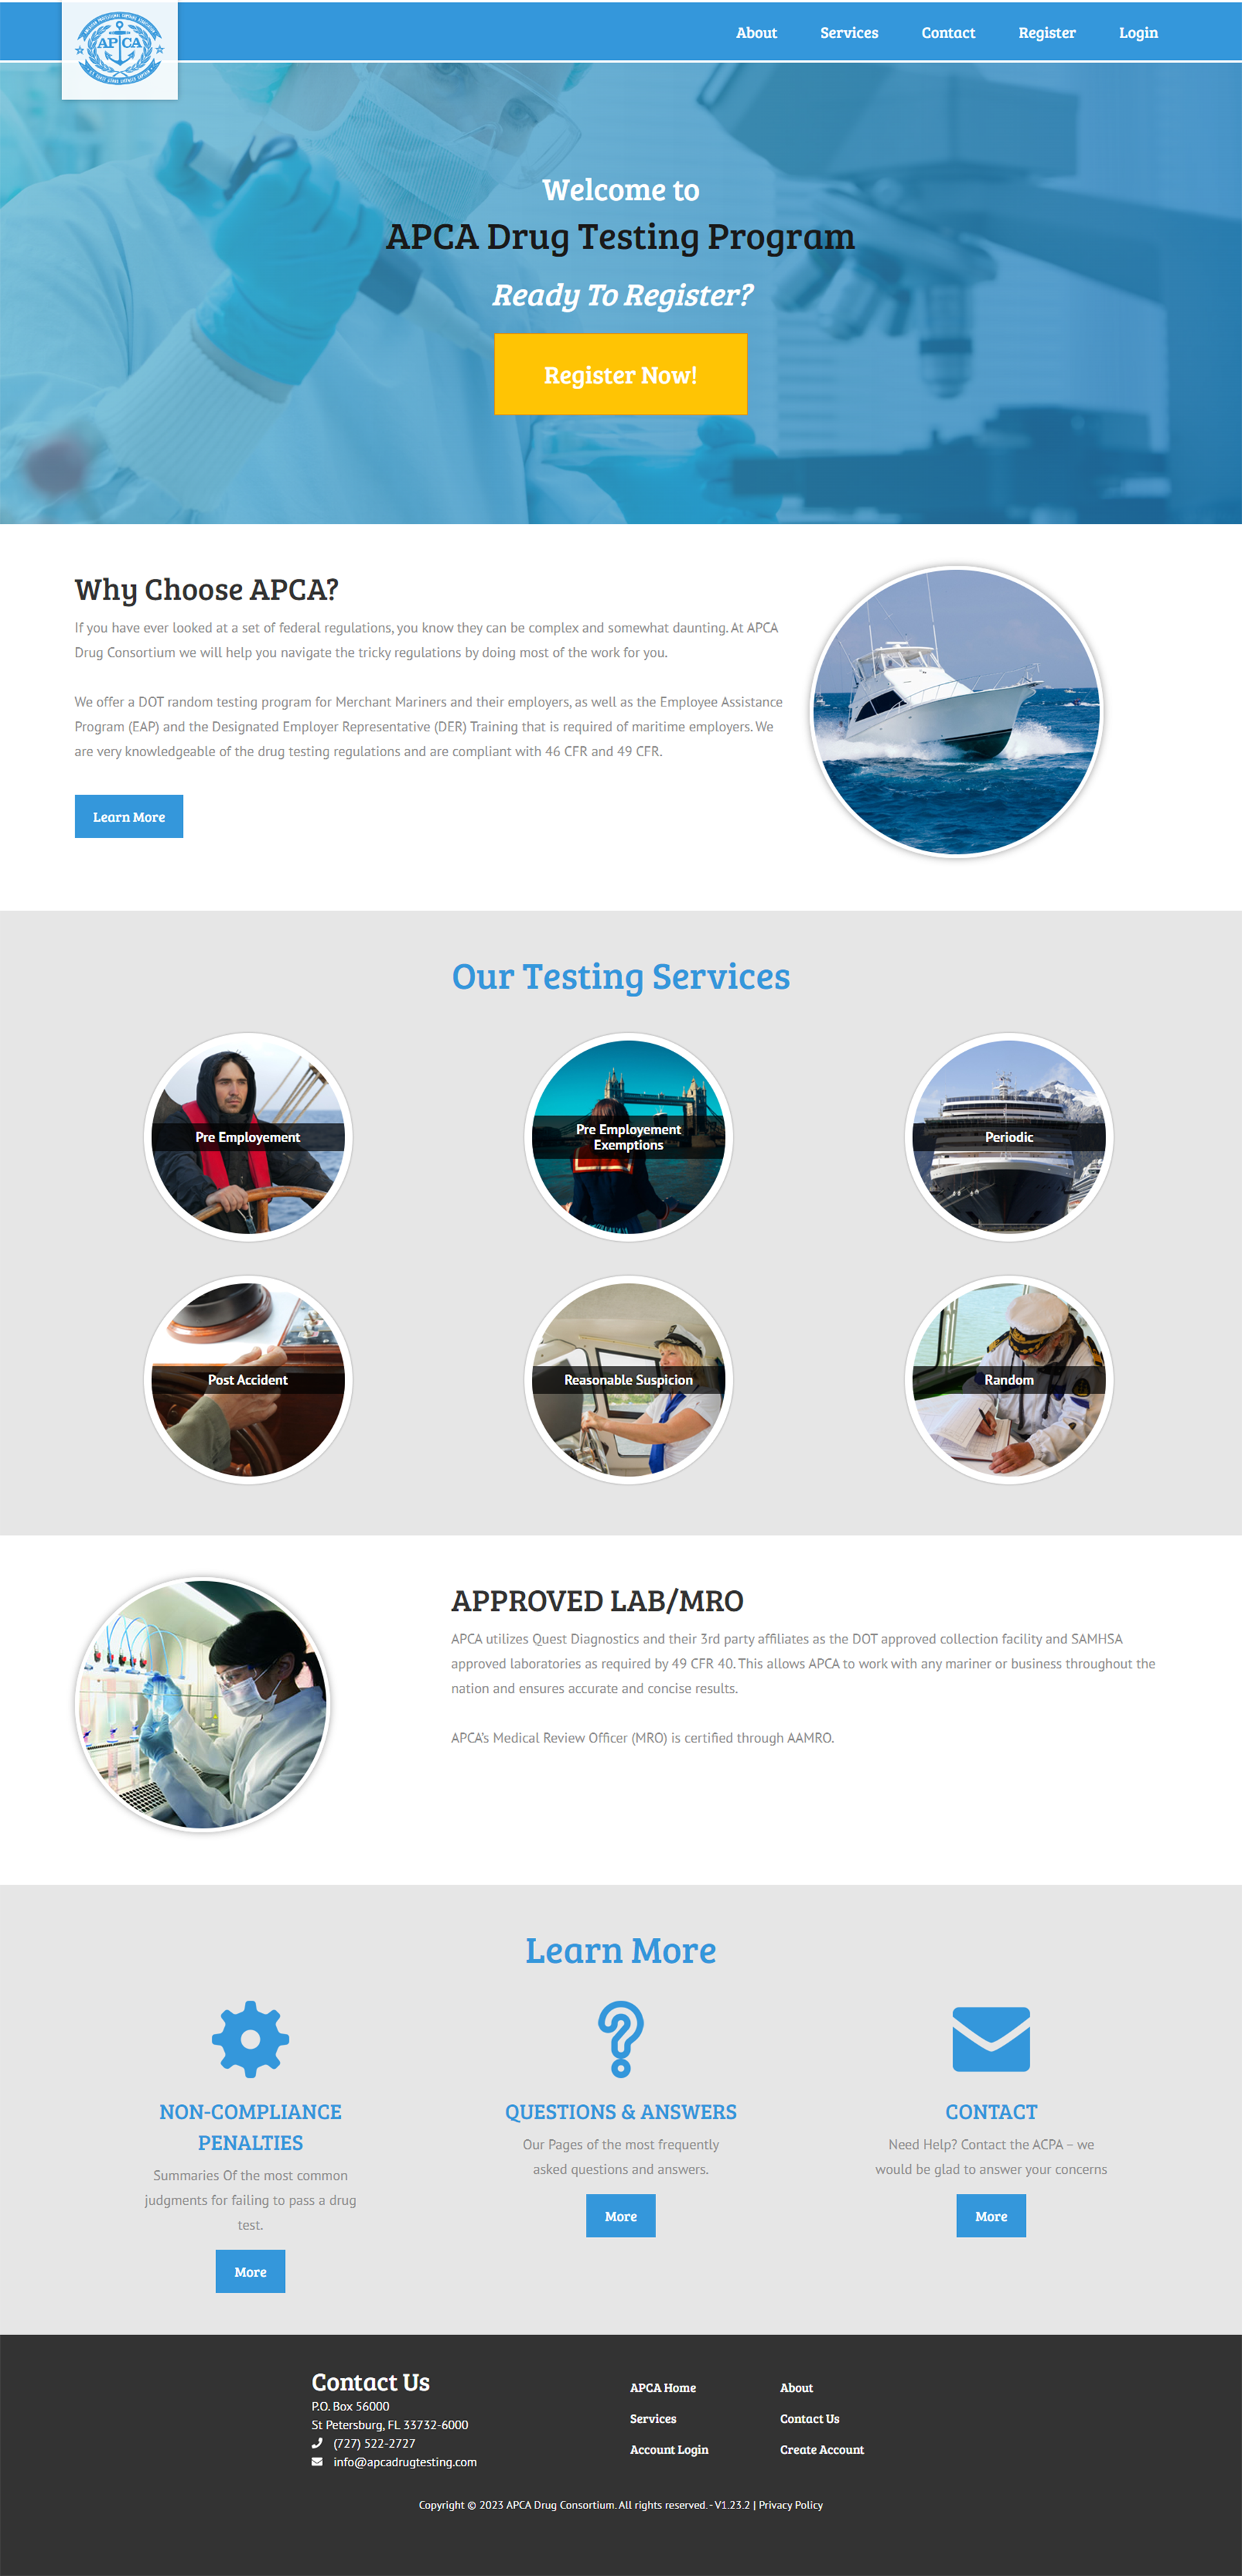 APCA
About Services Contact Register Login
Welcome to
APCA Drug Testing Program
Ready To Register?
Register Now!
Why Choose APCA?
If you have ever looked at a set of federal regulations, you know they can be complex and somewhat daunting. At APCA
Drug Consortium we will help you navigate the tricky regulations by doing most of the work for you.
We offer a DOT random testing program for Merchant Mariners and their employers, as well as the Employee Assistance
Program (EAP) and the Designated Employer Representative (DER) Training that is required of maritime employers. We
are very knowledgeable of the drug testing regulations and are compliant with 46 CFR and 49 CFR.
Learn More
Our Testing Services
Pre Employement
Pre Employement
Exemptions
Periodic
Post Accident
Reasonable Suspicion
Random
APPROVED LAB/MRO
APCA utilizes Quest Diagnostics and their 3rd party affiliates as the DOT approved collection facility and SAMHSA
approved laboratories as required by 49 CFR 40. This allows APCA to work with any mariner or business throughout the
nation and ensures accurate and concise results.
APCA's Medical Review Officer (MRO) is certified through AAMRO.
Learn More
NON-COMPLIANCE
PENALTIES
Summaries Of the most common
judgments for failing to pass a drug
test.
More
QUESTIONS & ANSWERS
Our Pages of the most frequently
asked questions and answers.
More
CONTACT
Need Help? Contact the ACPA – we
would be glad to answer your concerns
More
Contact Us
P.O. Box 56000
St Petersburg, FL 33732-6000
(727) 522-2727
info@apcadrugtesting.com
APCA Home
Services
Account Login
About
Contact Us
Create Account
Copyright © 2023 APCA Drug Consortium. All rights reserved. - V1.23.2 | Privacy Policy